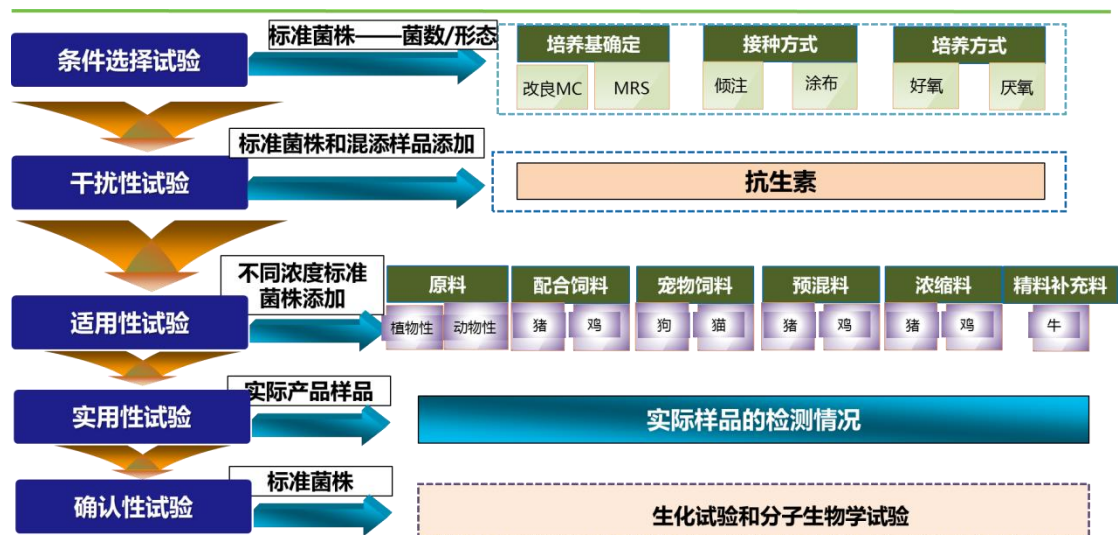 标准菌株——菌数/形态
条件选择试验
培养基确定
接种方式
培养方式
改良MC
MRS
倾注
涂布
好氧
厌氧
标准菌株和混添样品添加
干扰性试验
抗生素
不同浓度标准
菌株添加
适用性试验
原料
配合饲料
宠物饲料
预混料
浓缩料
精料补充料
植物性
动物性
猪
鸡
狗
猫
猪
鸡
猪
鸡
牛
实际产品样品
实用性试验
实际样品的检测情况
标准菌株
确认性试验
生化试验和分子生物学试验